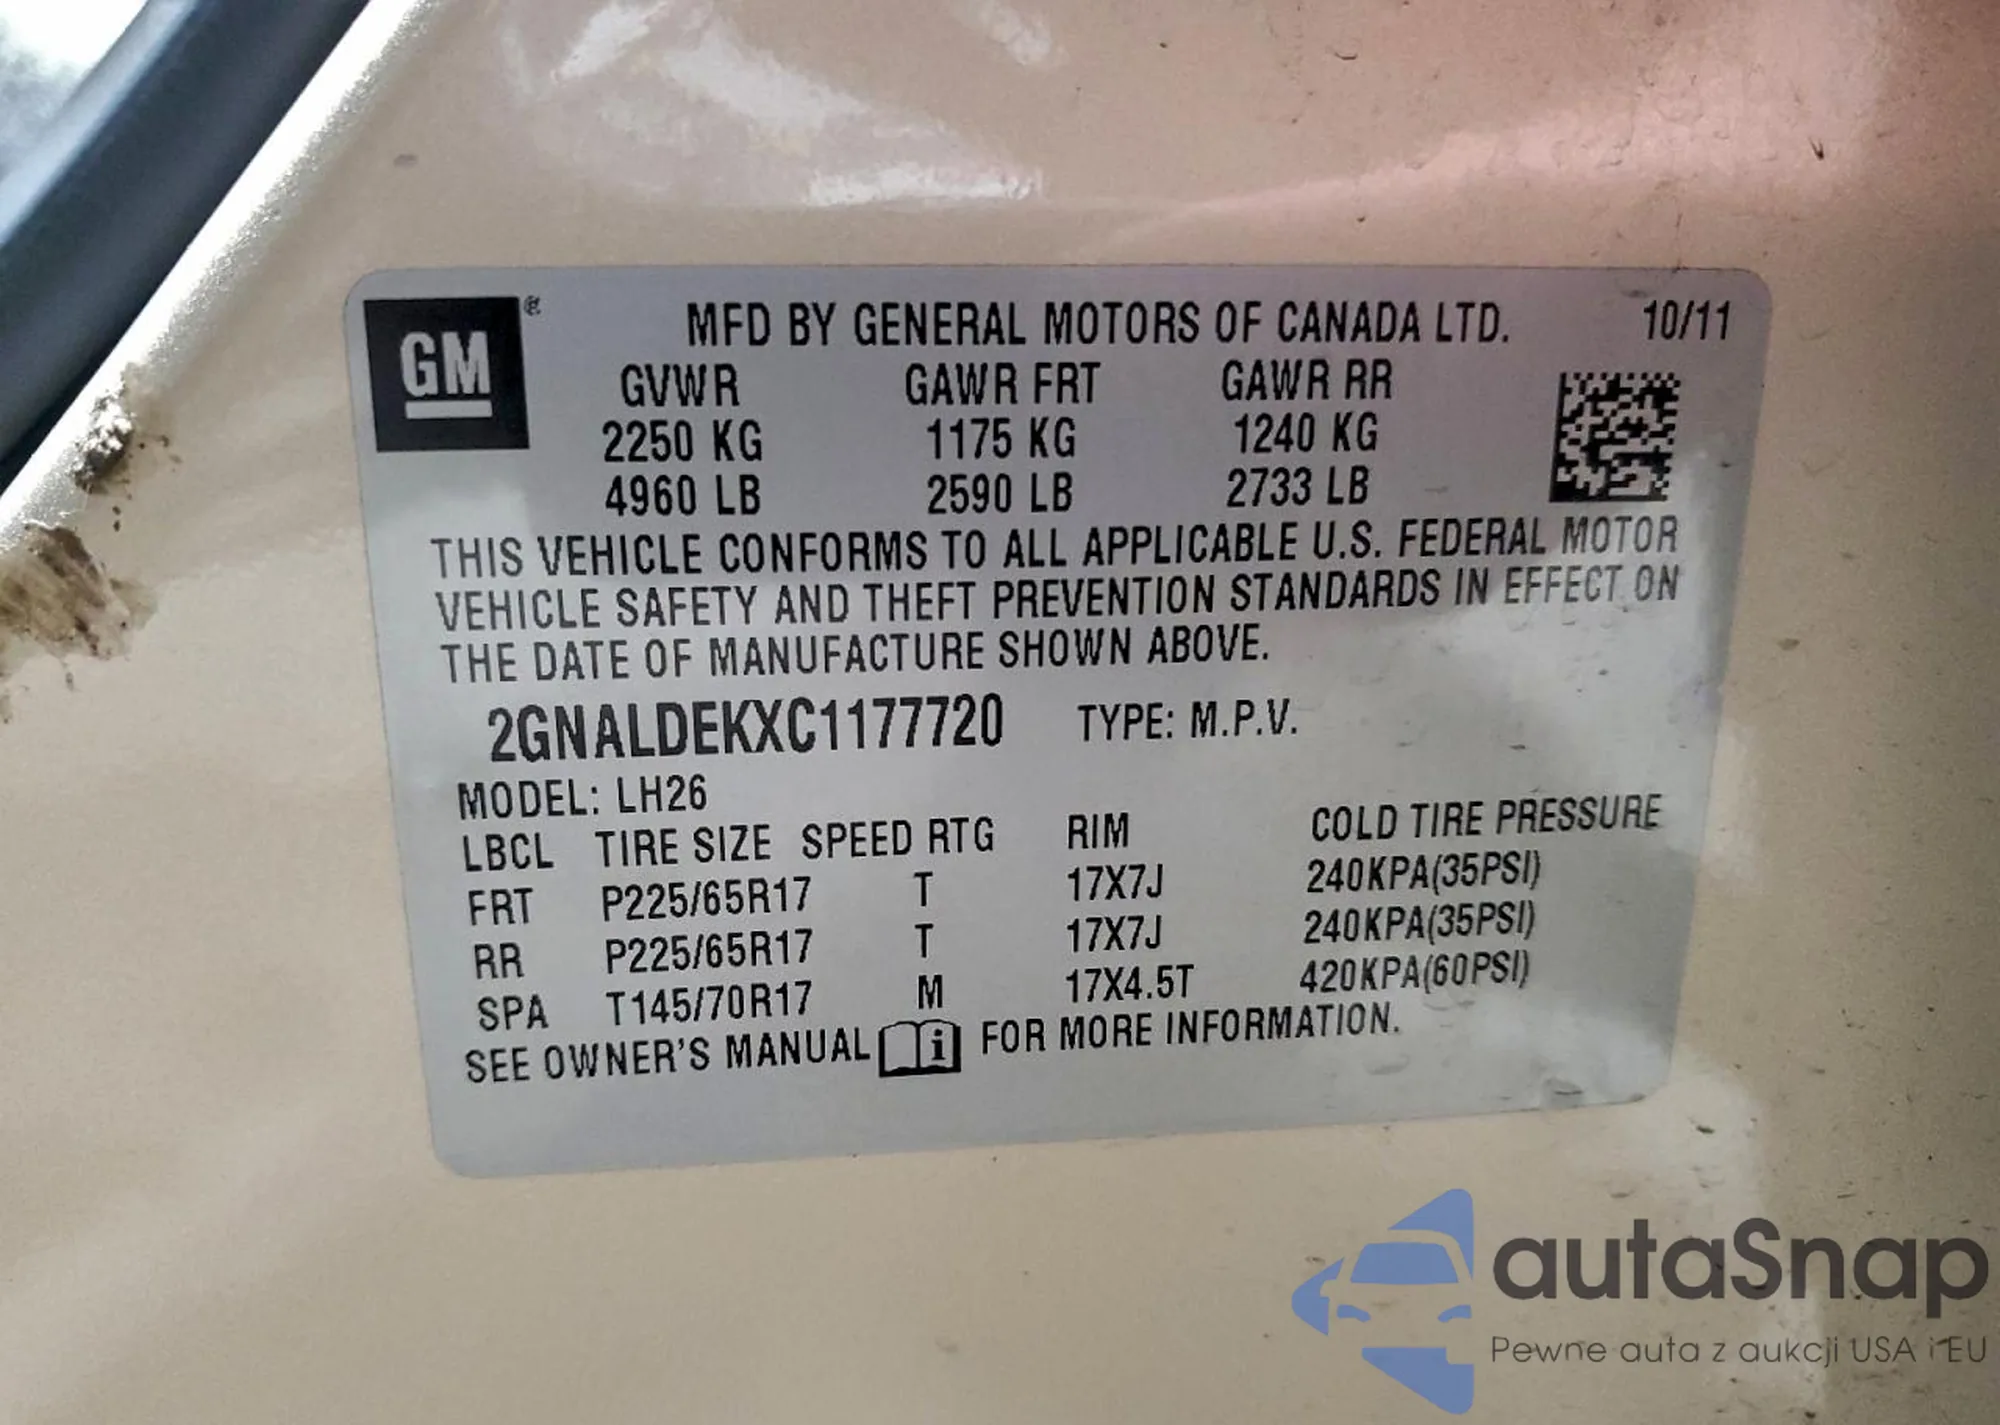 GM ® MFD BY GENERAL MOTORS OF CANADA LTD. 10/11
GVWR GAWR FRT GAWR RR
2250 KG 1175 KG 1240 KG
4960 LB 2590 LB 2733 LB
THIS VEHICLE CONFORMS TO ALL APPLICABLE U.S. FEDERAL MOTOR
VEHICLE SAFETY AND THEFT PREVENTION STANDARDS IN EFFECT ON
THE DATE OF MANUFACTURE SHOWN ABOVE.
2GNALDEKXC1177720 TYPE: M.P.V.
MODEL: LH26
LBCL TIRE SIZE SPEED RTG RIM COLD TIRE PRESSURE
FRT P225/65R17 T 17X7J 240KPA(35PSI)
RR P225/65R17 T 17X7J 240KPA(35PSI)
SPA T145/70R17 M 17X4.5T 420KPA(60PSI)
SEE OWNER'S MANUAL i FOR MORE INFORMATION.
autaSnap
Pewne auta z aukcji USA i EU